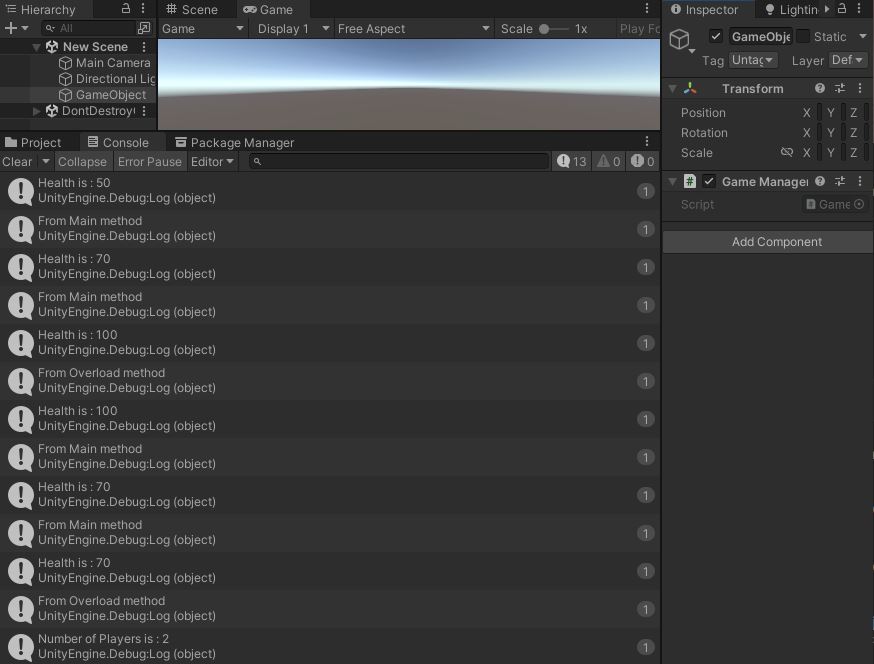 Hierarchy
All
New Scene
Main Camera
Directional Lig
GameObject
DontDestroy
Scene
Game
Game
Display 1
Free Aspect
Scale
1x
Play Fo
Project
Console
Package Manager
Clear
Collapse
Error Pause
Editor
13
0
0
Health is : 50
UnityEngine.Debug:Log (object)
1
From Main method
UnityEngine.Debug:Log (object)
1
Health is : 70
UnityEngine.Debug:Log (object)
1
From Main method
UnityEngine.Debug:Log (object)
1
Health is : 100
UnityEngine.Debug:Log (object)
1
From Overload method
UnityEngine.Debug:Log (object)
1
Health is : 100
UnityEngine.Debug:Log (object)
1
From Main method
UnityEngine.Debug:Log (object)
1
Health is : 70
UnityEngine.Debug:Log (object)
1
From Main method
UnityEngine.Debug:Log (object)
1
Health is : 70
UnityEngine.Debug:Log (object)
1
From Overload method
UnityEngine.Debug:Log (object)
1
Number of Players is : 2
UnityEngine.Debug:Log (object)
1
Inspector
Lightin
GameObje
Static
Tag Untag
Layer Def
Transform
Position X Y Z
Rotation X Y Z
Scale X Y Z
Game Manager
Script Game
Add Component